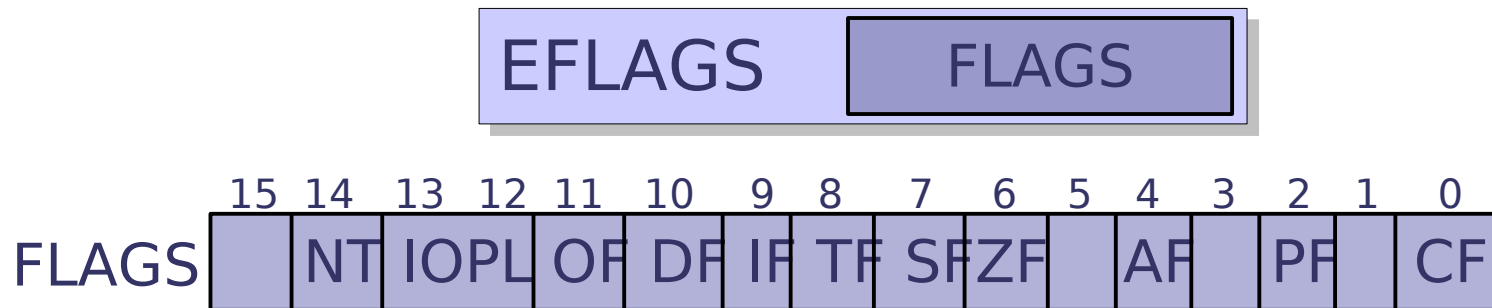 EFLAGS FLAGS
15 14 13 12 11 10 9 8 7 6 5 4 3 2 1 0
FLAGS NT IOPL OF DF IF TF SF ZF AF PF CF